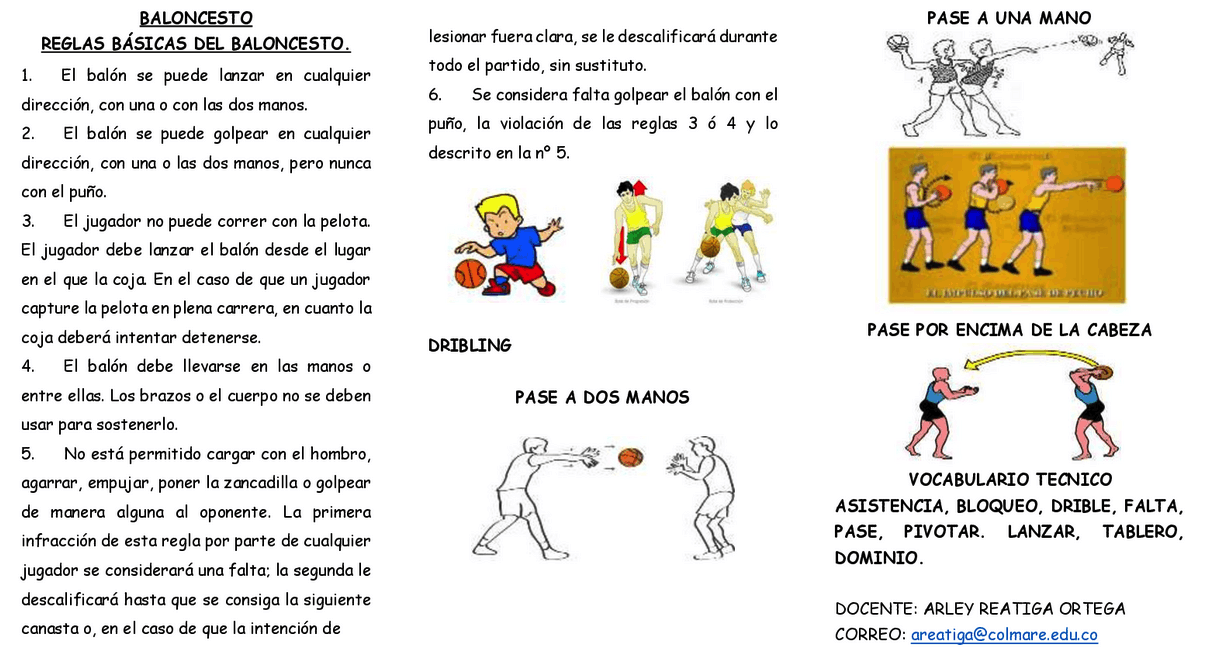 BALONCESTO
REGLAS BÁSICAS DEL BALONCESTO.
1. El balón se puede lanzar en cualquier
dirección, con una o con las dos manos.
2. El balón se puede golpear en cualquier
dirección, con una o las dos manos, pero nunca
con el puño.
3. El jugador no puede correr con la pelota.
El jugador debe lanzar el balón desde el lugar
en el que la coja. En el caso de que un jugador
capture la pelota en plena carrera, en cuanto la
coja deberá intentar detenerse.
4. El balón debe llevarse en las manos o
entre ellas. Los brazos o el cuerpo no se deben
usar para sostenerlo.
5. No está permitido cargar con el hombro,
agarrar, empujar, poner la zancadilla o golpear
de manera alguna al oponente. La primera
infracción de esta regla por parte de cualquier
jugador se considerará una falta; la segunda le
descalificará hasta que se consiga la siguiente
canasta o, en el caso de que la intención de
lesionar fuera clara, se le descalificará durante
todo el partido, sin sustituto.
6. Se considera falta golpear el balón con el
puño, la violación de las reglas 3 ó 4 y lo
descrito en la nº 5.
DRIBLING
PASE A DOS MANOS
PASE A UNA MANO
1
2
EL IMPULSO DEL PASE DE PECHO
PASE POR ENCIMA DE LA CABEZA
VOCABULARIO TECNICO
ASISTENCIA, BLOQUEO, DRIBLE, FALTA,
PASE, PIVOTAR. LANZAR, TABLERO,
DOMINIO.
DOCENTE: ARLEY REATIGA ORTEGA
CORREO: areatiga@colmare.edu.co